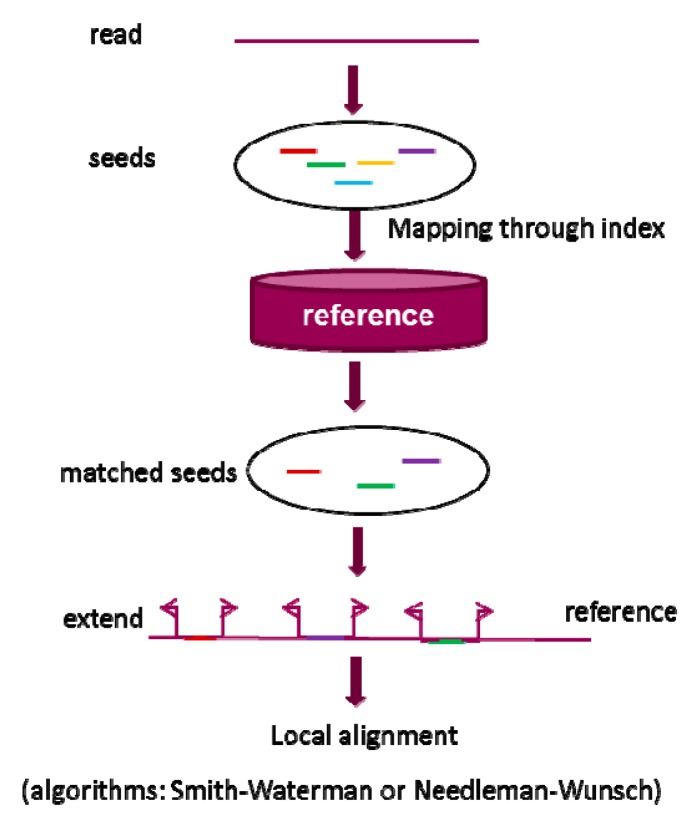 read
seeds
Mapping through index
reference
matched seeds
extend
reference
Local alignment
(algorithms: Smith-Waterman or Needleman-Wunsch)